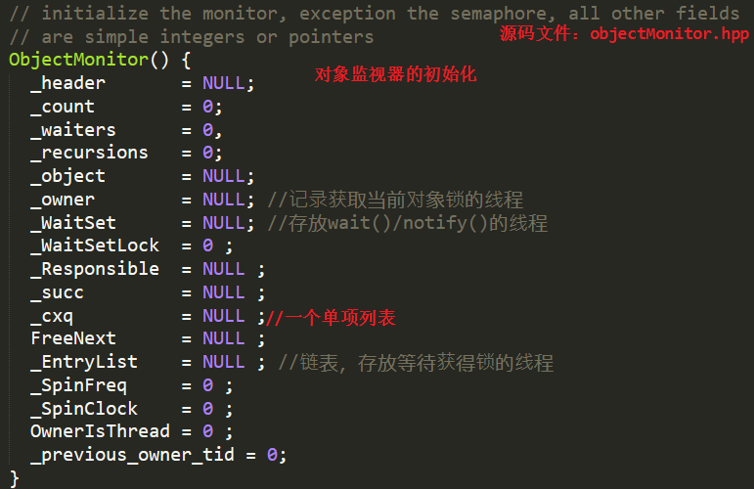 // initialize the monitor, exception the semaphore, all other fields
// are simple integers or pointers
源码文件：objectMonitor.hpp
ObjectMonitor() {
对象监视器的初始化
_header = NULL;
_count = 0;
_waiters = 0,
_recursions = 0;
_object = NULL;
_owner = NULL; //记录获取当前对象锁的线程
_WaitSet = NULL; //存放wait()/notify()的线程
_WaitSetLock = 0 ;
_Responsible = NULL ;
_succ = NULL ;
_cxq = NULL ;//一个单项列表
FreeNext = NULL ;
_EntryList = NULL ; //链表，存放等待获得锁的线程
_SpinFreq = 0 ;
_SpinClock = 0 ;
OwnerIsThread = 0 ;
_previous_owner_tid = 0;
}